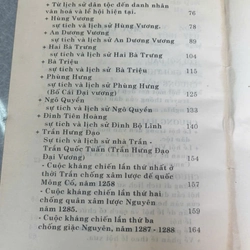 • Từ lịch sử dân tộc đến danh nhân
văn hoá và lễ hội hiện tại. 76
• Hùng Vương
sự tích và lịch sử Hùng Vương. 78
• An Dương Vương
sự tích và lịch sử An Dương Vương 89
• Hai Bà Trưng
sự tích và lịch sử Hai Bà Trưng 104
• Bà Triệu
sự tích và lịch sử Bà Triệu 115
• Phùng Hưng
sự tích và lịch sử Phùng Hưng 125
(Bố Cái Đại vương)
• Ngô Quyền
sự tích và lịch sử Ngô Quyền 133
• Đinh Tiên Hoàng
sự tích và lịch sử Đinh Bộ Lĩnh 140
• Trần Hưng Đạo
Sự tích và lịch sử nhà Trần -
Trần Quốc Tuấn (Trần Hưng Đạo
Đại Vương) 154
- Cuộc kháng chiến lần thứ nhất ở
thời Trần chống xâm lược đế quốc
Mông Cổ, năm 1258 157
- Cuộc kháng chiến lần thứ hai
chống quân xâm lược Nguyên
năm 1285. 159
- Cuộc kháng chiến lần thứ ba
chống giặc Nguyên, năm 1287 - 1288 164